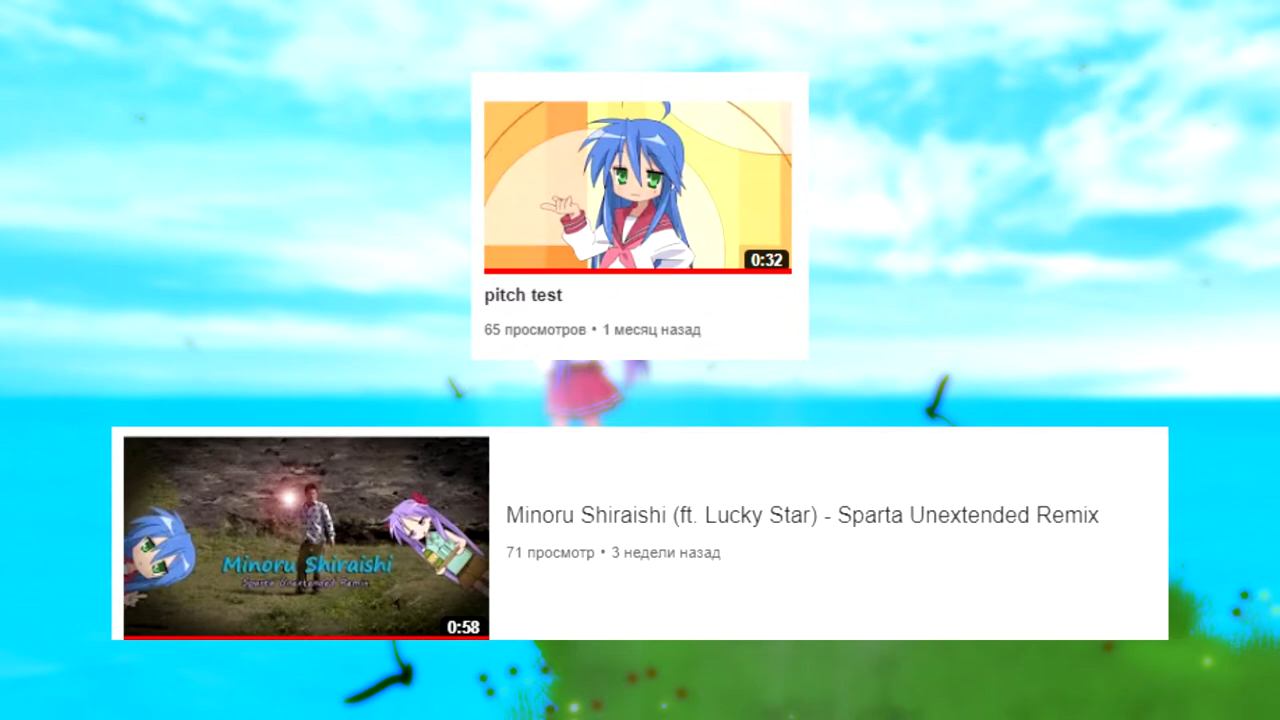 0:32
pitch test
65 просмотров • 1 месяц назад
Minoru Shiraishi (ft. Lucky Star) - Sparta Unextended Remix
71 просмотр • 3 недели назад
Minoru Shiraishi
Sparta Unextended Remix
0:58